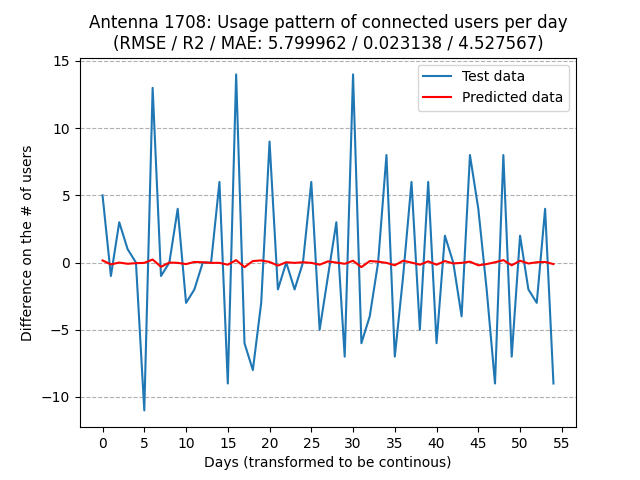 Antenna 1708: Usage pattern of connected users per day
(RMSE / R2 / MAE: 5.799962 / 0.023138 / 4.527567)
Test data
Predicted data
Difference on the # of users
15
10
5
0
−5
−10
0 5 10 15 20 25 30 35 40 45 50 55
Days (transformed to be continous)